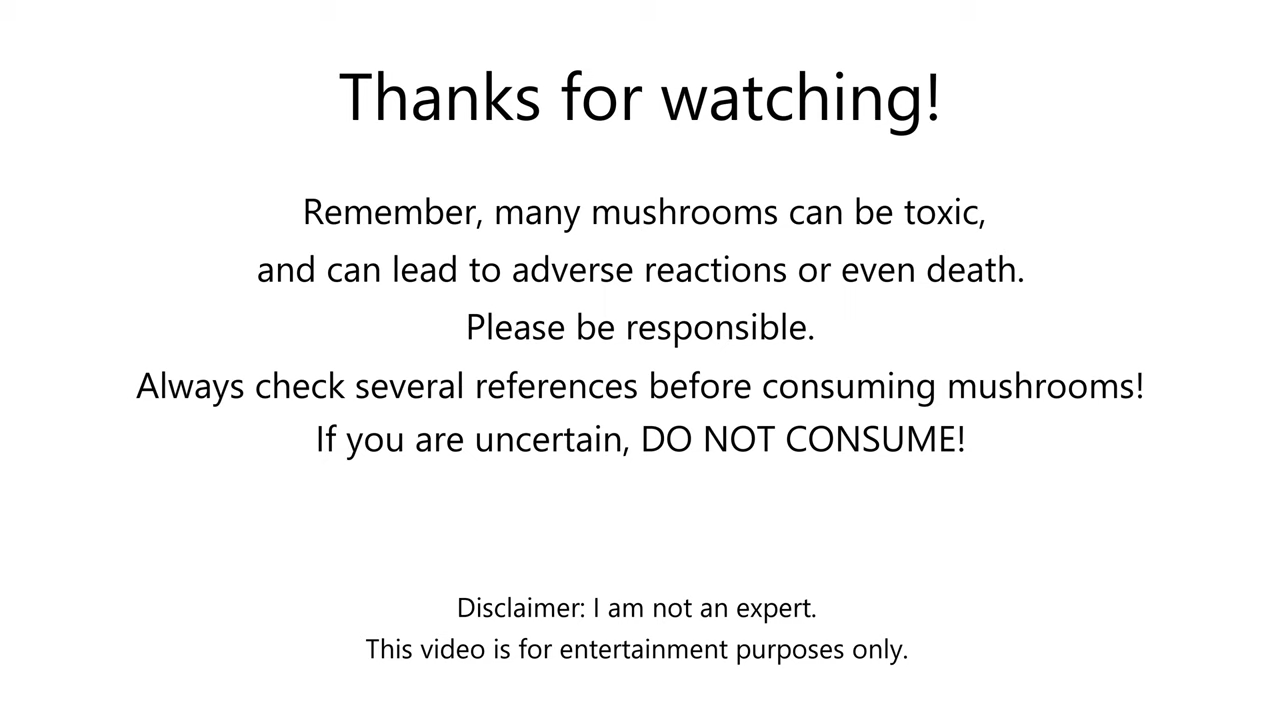 Thanks for watching!
Remember, many mushrooms can be toxic,
and can lead to adverse reactions or even death.
Please be responsible.
Always check several references before consuming mushrooms!
If you are uncertain, DO NOT CONSUME!
Disclaimer: I am not an expert.
This video is for entertainment purposes only.